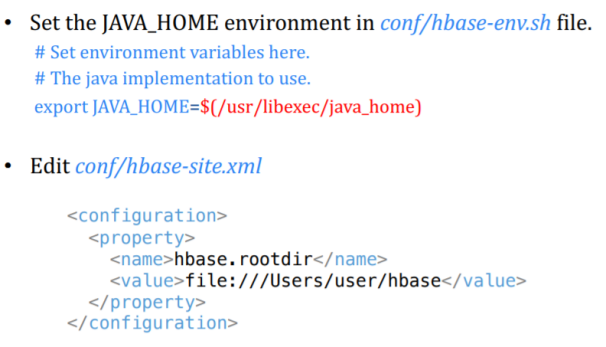 • Set the JAVA_HOME environment in conf/hbase-env.sh file.
# Set environment variables here.
# The java implementation to use.
export JAVA_HOME=$(/usr/libexec/java_home)
• Edit conf/hbase-site.xml
<configuration>
  <property>
    <name>hbase.rootdir</name>
    <value>file:///Users/user/hbase</value>
  </property>
</configuration>